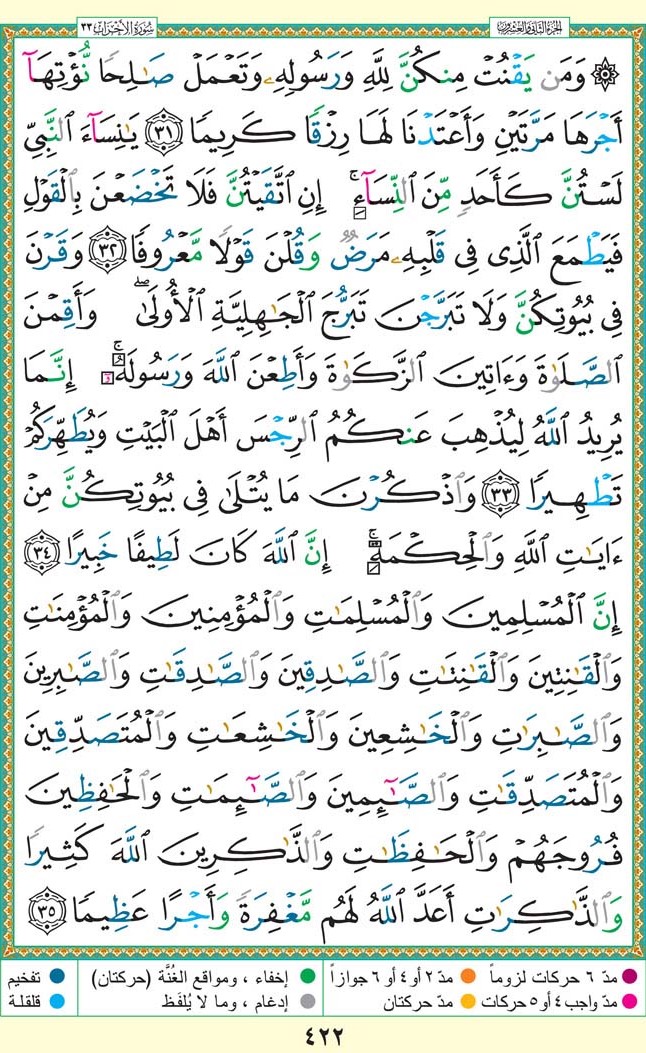 سُورَةُ الأَحْزَابِ ٣٣
الجزء الثاني والعشرون
۞ وَمَن يَقْنُتْ مِنكُنَّ لِلَّهِ وَرَسُولِهِۦ وَتَعْمَلْ صَٰلِحًا نُّؤْتِهَآ
أَجْرَهَا مَرَّتَيْنِ وَأَعْتَدْنَا لَهَا رِزْقًا كَرِيمًا ٣١ يَٰنِسَآءَ ٱلنَّبِيِّ
لَسْتُنَّ كَأَحَدٍ مِّنَ ٱلنِّسَآءِ ۚ إِنِ ٱتَّقَيْتُنَّ فَلَا تَخْضَعْنَ بِٱلْقَوْلِ
فَيَطْمَعَ ٱلَّذِى فِى قَلْبِهِۦ مَرَضٌ وَقُلْنَ قَوْلًا مَّعْرُوفًا ٣٢ وَقَرْنَ
فِى بُيُوتِكُنَّ وَلَا تَبَرَّجْنَ تَبَرُّجَ ٱلْجَٰهِلِيَّةِ ٱلْأُولَىٰ ۖ وَأَقِمْنَ
ٱلصَّلَوٰةَ وَءَاتِينَ ٱلزَّكَوٰةَ وَأَطِعْنَ ٱللَّهَ وَرَسُولَهُۥٓ ۚ إِنَّمَا
يُرِيدُ ٱللَّهُ لِيُذْهِبَ عَنكُمُ ٱلرِّجْسَ أَهْلَ ٱلْبَيْتِ وَيُطَهِّرَكُمْ
تَطْهِيرًا ٣٣ وَٱذْكُرْنَ مَا يُتْلَىٰ فِى بُيُوتِكُنَّ مِنْ
ءَايَٰتِ ٱللَّهِ وَٱلْحِكْمَةِ ۚ إِنَّ ٱللَّهَ كَانَ لَطِيفًا خَبِيرًا ٣٤
إِنَّ ٱلْمُسْلِمِينَ وَٱلْمُسْلِمَٰتِ وَٱلْمُؤْمِنِينَ وَٱلْمُؤْمِنَٰتِ
وَٱلْقَٰنِتِينَ وَٱلْقَٰنِتَٰتِ وَٱلصَّٰدِقِينَ وَٱلصَّٰدِقَٰتِ وَٱلصَّٰبِرِينَ
وَٱلصَّٰبِرَٰتِ وَٱلْخَٰشِعِينَ وَٱلْخَٰشِعَٰتِ وَٱلْمُتَصَدِّقِينَ
وَٱلْمُتَصَدِّقَٰتِ وَٱلصَّٰٓئِمِينَ وَٱلصَّٰٓئِمَٰتِ وَٱلْحَٰفِظِينَ
فُرُوجَهُمْ وَٱلْحَٰفِظَٰتِ وَٱلذَّٰكِرِينَ ٱللَّهَ كَثِيرًا
وَٱلذَّٰكِرَٰتِ أَعَدَّ ٱللَّهُ لَهُم مَّغْفِرَةً وَأَجْرًا عَظِيمًا ٣٥
مدّ ٦ حركات لزوماً مدّ ٢ أو ٤ أو ٦ جوازاً إخفاء ، ومواقع الغُنَّة (حركتان) تفخيم
مدّ واجب ٤ أو ٥ حركات مدّ حركتان إدغام ، وما لا يُلفَظ قلقلة
٤٢٢